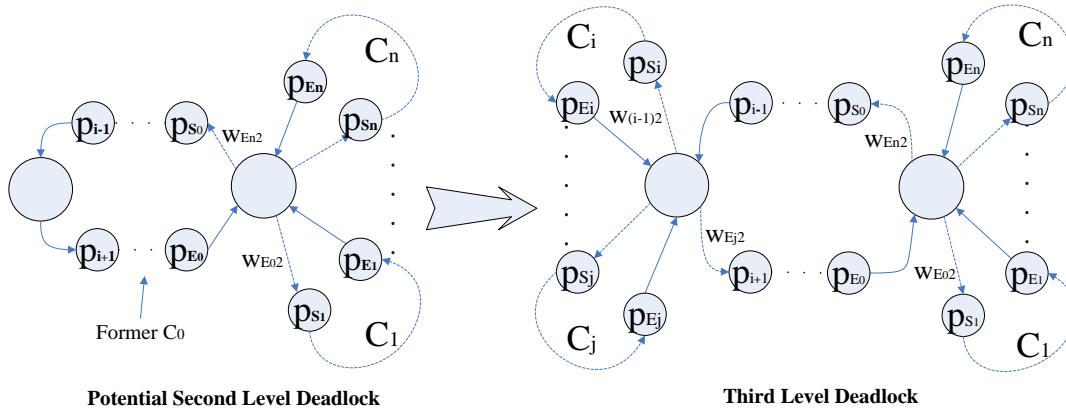 Cn
pEn
pi-1
pS0
wEn2
pSn
pi+1
pE0
wE02
pE1
pS1
C1
Former C0
Potential Second Level Deadlock
Ci
pSi
pEi
w(i-1)2
pi-1
pS0
wEn2
Cn
pEn
pSn
pSj
wEj2
pi+1
pE0
wE02
pE1
pEj
pS1
Cj
C1
Third Level Deadlock